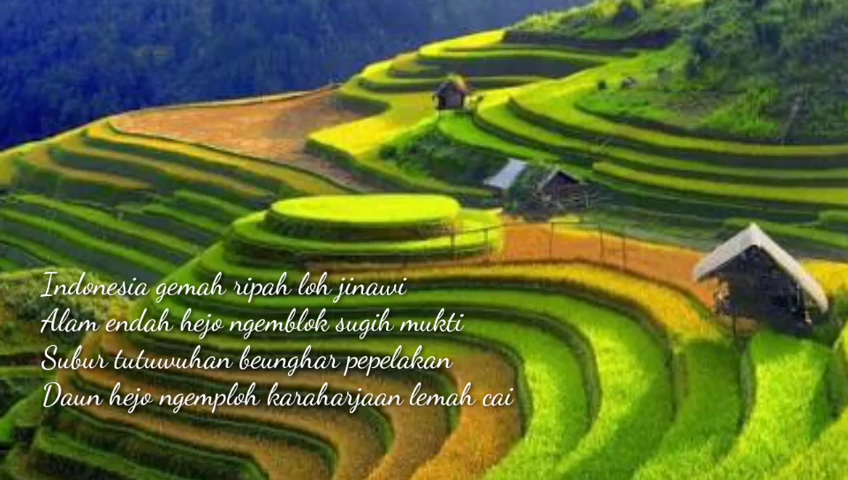 Indonesia gemah ripah loh jinawi
Alam endah hejo ngemblok sugih mukti
Subur tutuwuhan beunghar pepelakan
Daun hejo ngemploh karaharjaan lemah cai